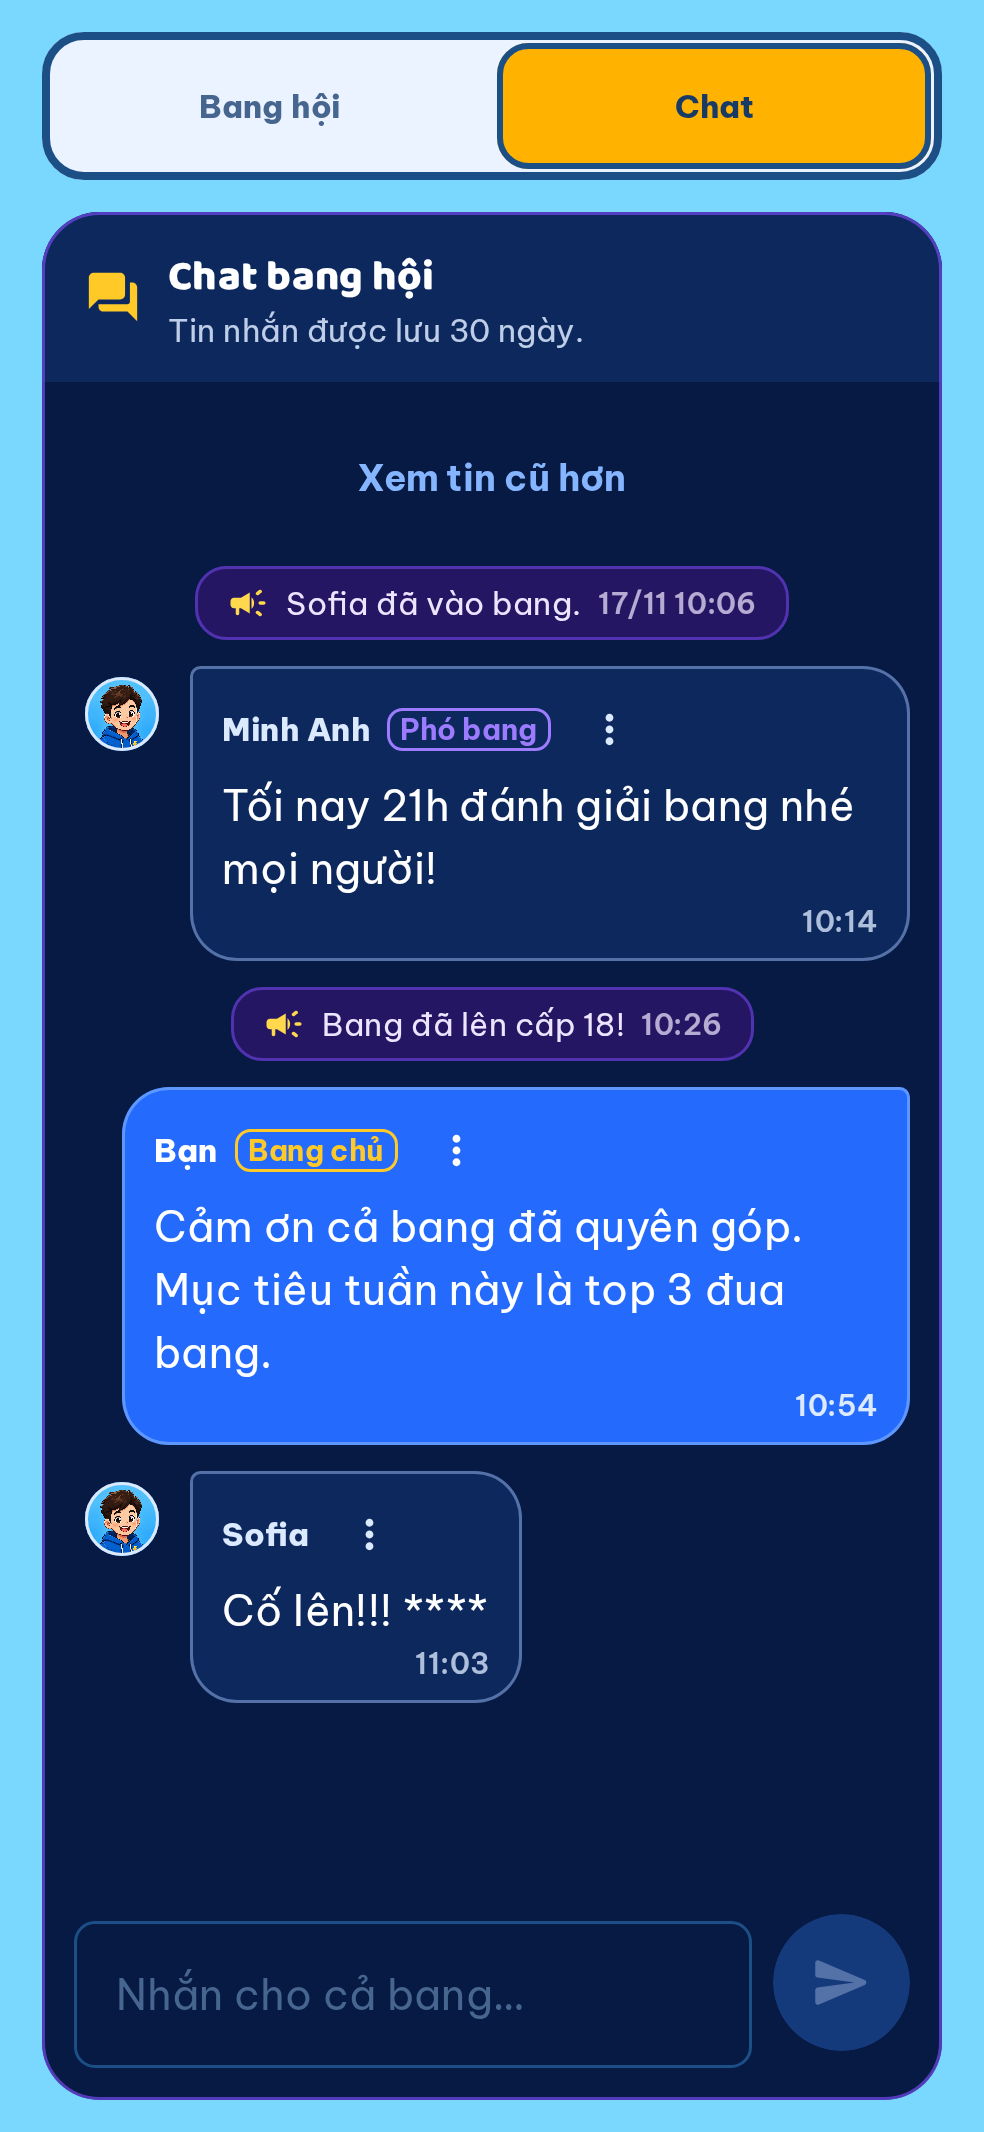 Bang hội
Chat
Chat bang hội
Tin nhắn được lưu 30 ngày.
Xem tin cũ hơn
Sofia đã vào bang. 17/11 10:06
Minh Anh Phó bang
Tối nay 21h đánh giải bang nhé
mọi người!
10:14
Bang đã lên cấp 18! 10:26
Bạn Bang chủ
Cảm ơn cả bang đã quyên góp.
Mục tiêu tuần này là top 3 đua
bang.
10:54
Sofia
Cố lên!!! ****
11:03
Nhắn cho cả bang...